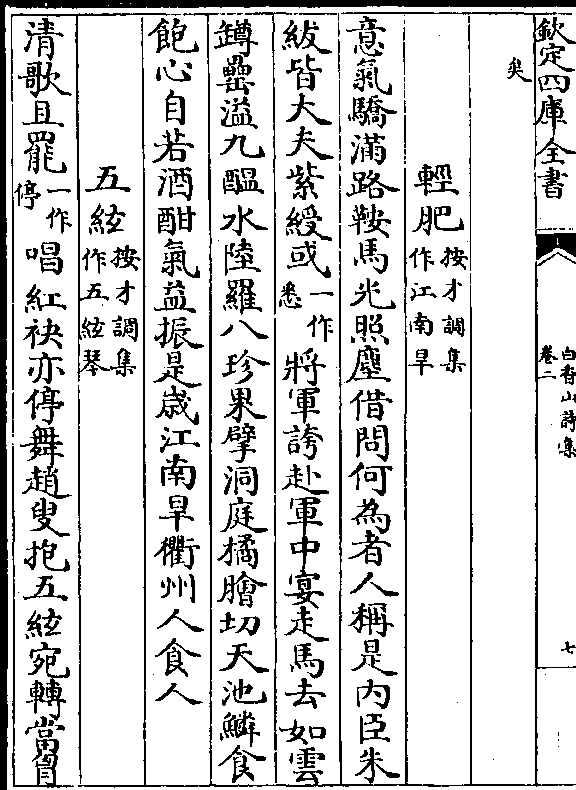 欽定四庫全書
白香山詩集
卷二
七
矣
輕肥按才調集作江南旱
意氣驕滿路鞍馬光照塵借問何為者人稱是内臣朱
紱皆大夫紫綬或一作悉將軍誇赴軍中宴走馬去如雲
罇罍溢九醞水陸羅八珍果擘洞庭橘膾切天池鱗食
飽心自若酒酣氣益振是歳江南旱衢州人食人
五絃按才調集作五絃琴
清歌且罷一作停唱紅袂亦停舞趙叟抱五絃宛轉當胷